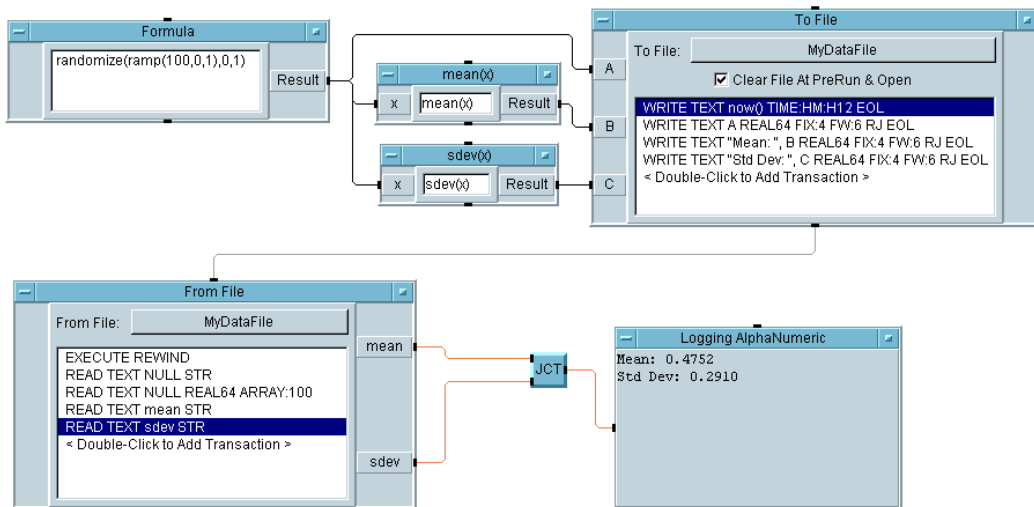 Formula
randomize(ramp(100,0,1),0,1)
Result
mean(x)
x
mean(x)
Result
sdev(x)
x
sdev(x)
Result
To File
To File:
MyDataFile
Clear File At PreRun & Open
A
B
C
WRITE TEXT now() TIME:HM:H12 EOL
WRITE TEXT A REAL64 FIX:4 FW:6 RJ EOL
WRITE TEXT "Mean: ", B REAL64 FIX:4 FW:6 RJ EOL
WRITE TEXT "Std Dev: ", C REAL64 FIX:4 FW:6 RJ EOL
< Double-Click to Add Transaction >
From File
From File:
MyDataFile
EXECUTE REWIND
READ TEXT NULL STR
READ TEXT NULL REAL64 ARRAY:100
READ TEXT mean STR
READ TEXT sdev STR
< Double-Click to Add Transaction >
mean
sdev
JCT
Logging AlphaNumeric
Mean: 0.4752
Std Dev: 0.2910